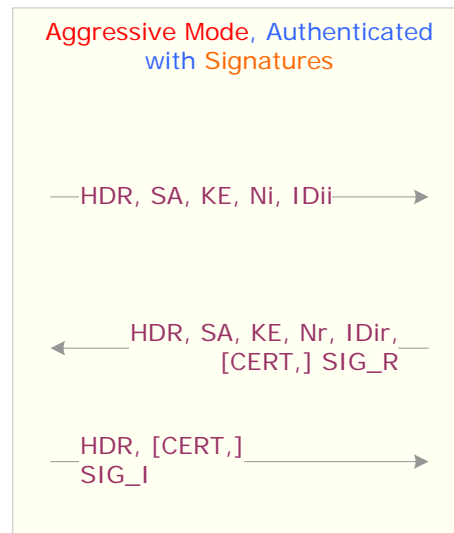 Aggressive Mode, Authenticated
with Signatures
HDR, SA, KE, Ni, IDii
HDR, SA, KE, Nr, IDir,
[CERT,] SIG_R
HDR, [CERT,]
SIG_I